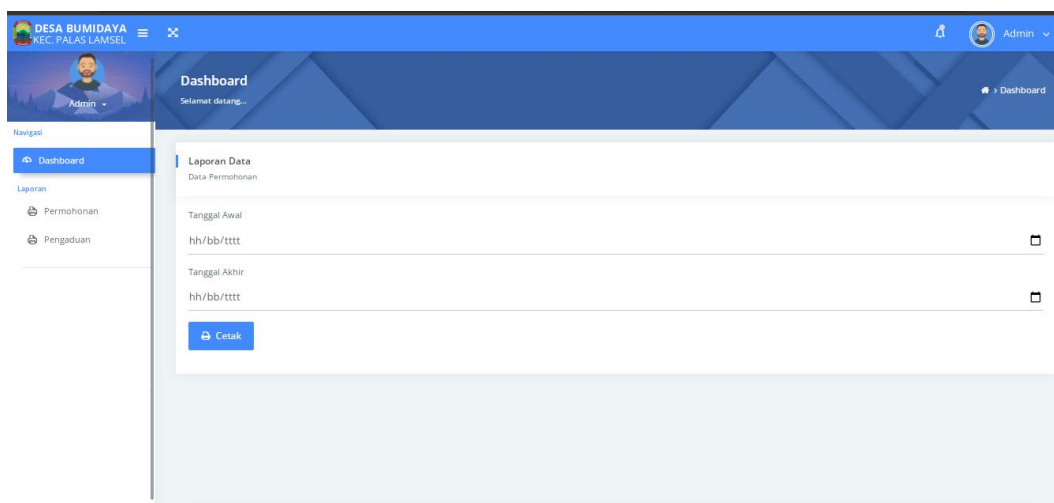 DESA BUMIDAYA
KEC. PALAS LAMSEL
Admin
Admin
Dashboard
Selamat datang...
> Dashboard
Navigasi
Dashboard
Laporan
Permohonan
Pengaduan
Laporan Data
Data Permohonan
Tanggal Awal
hh/bb/tttt
Tanggal Akhir
hh/bb/tttt
Cetak